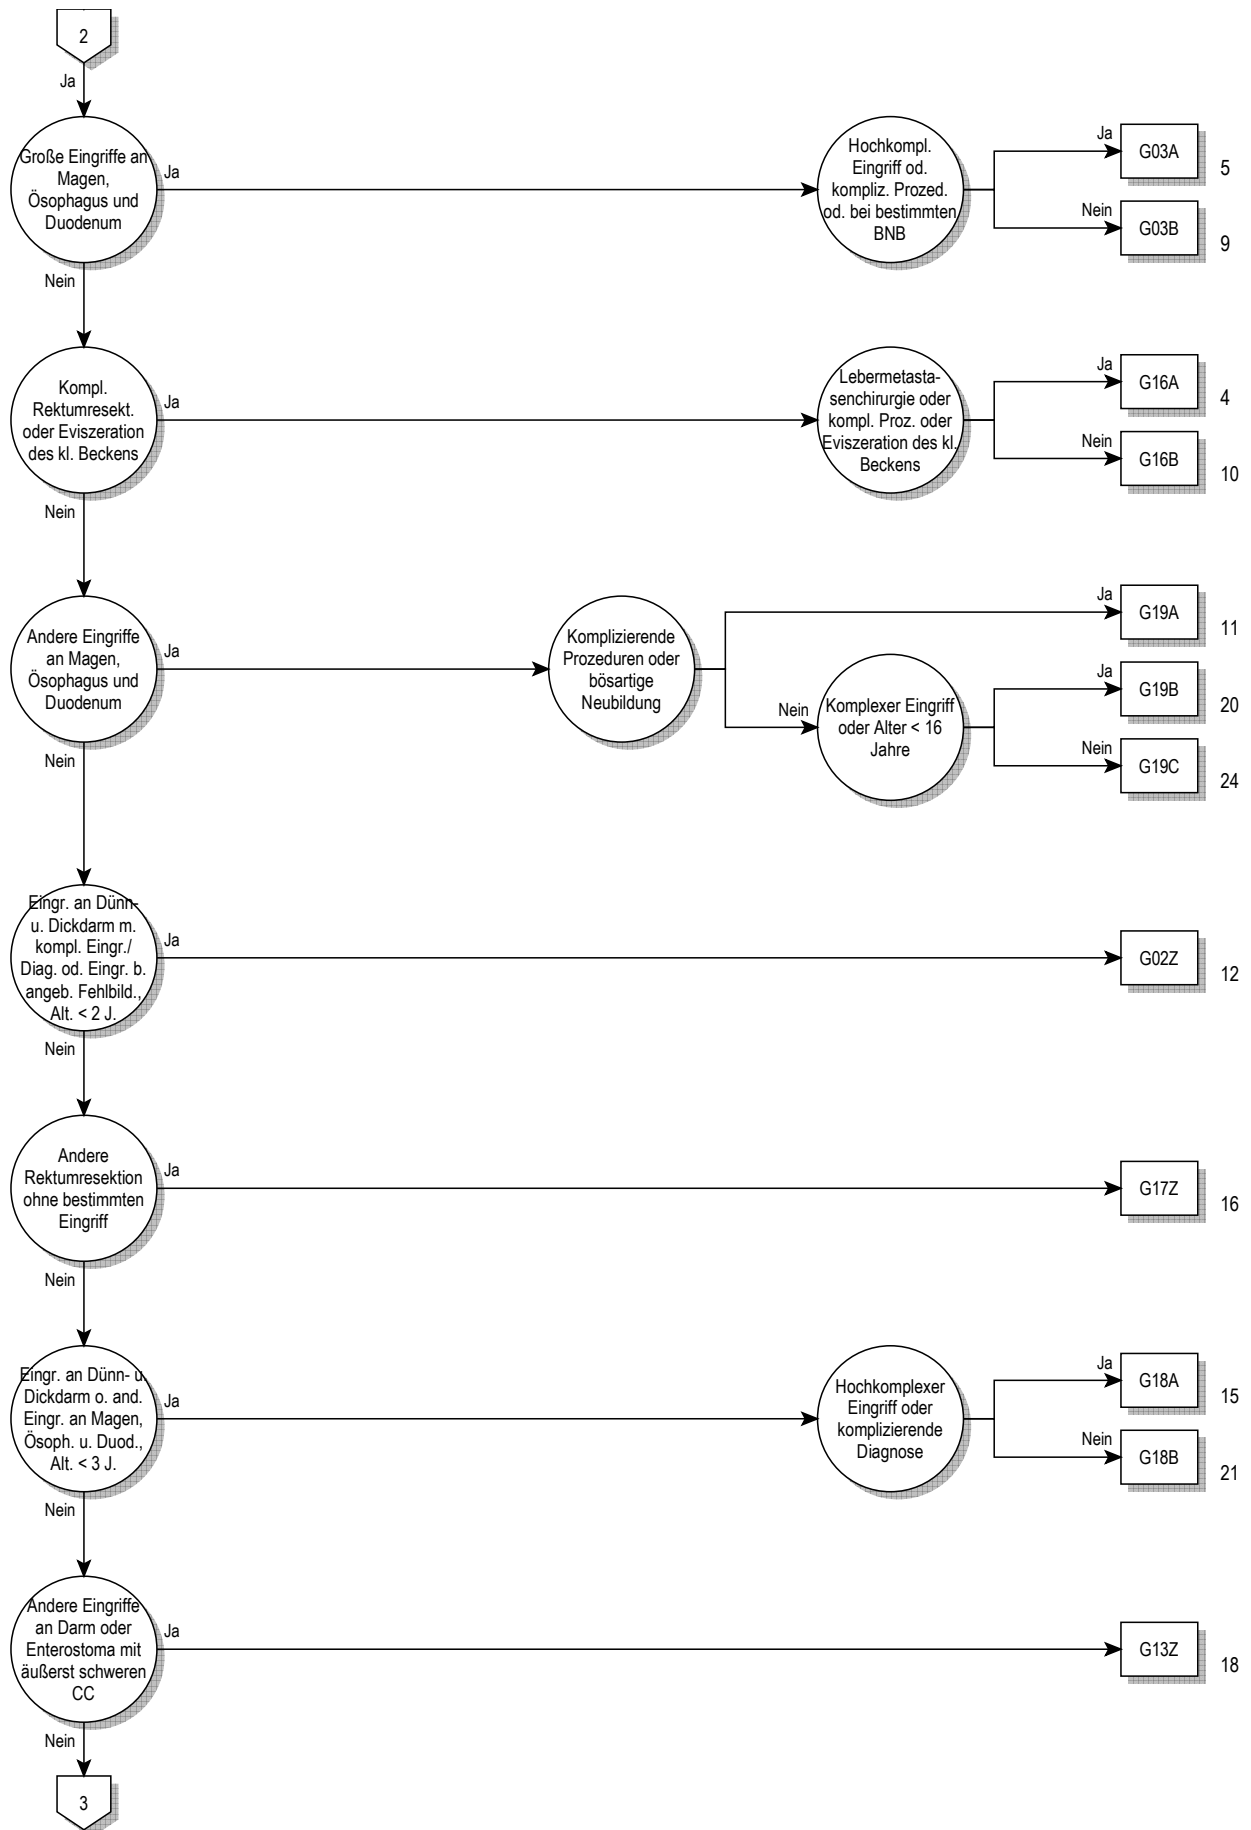 2
Ja
Große Eingriffe an
Magen,
Ösophagus und
Duodenum
Ja
Hochkompl.
Eingriff od.
kompliz. Prozed.
od. bei bestimmten
BNB
Ja
G03A
5
Nein
G03B
9
Nein
Kompl.
Rektumresekt.
oder Eviszeration
des kl. Beckens
Ja
Lebermetasta-
senchirurgie oder
kompl. Proz. oder
Eviszeration des kl.
Beckens
Ja
G16A
4
Nein
G16B
10
Nein
Andere Eingriffe
an Magen,
Ösophagus und
Duodenum
Ja
Komplizierende
Prozeduren oder
bösartige
Neubildung
Ja
G19A
11
Nein
Komplexer Eingriff
oder Alter < 16
Jahre
Ja
G19B
20
Nein
G19C
24
Nein
Eingr. an Dünn-
u. Dickdarm m.
kompl. Eingr./
Diag. od. Eingr. b.
angeb. Fehlbild.,
Alt. < 2 J.
Ja
G02Z
12
Nein
Andere
Rektumresektion
ohne bestimmten
Eingriff
Ja
G17Z
16
Nein
Eingr. an Dünn- u.
Dickdarm o. and.
Eingr. an Magen,
Ösoph. u. Duod.,
Alt. < 3 J.
Ja
Hochkomplexer
Eingriff oder
komplizierende
Diagnose
Ja
G18A
15
Nein
G18B
21
Nein
Andere Eingriffe
an Darm oder
Enterostoma mit
äußerst schweren
CC
Ja
G13Z
18
Nein
3